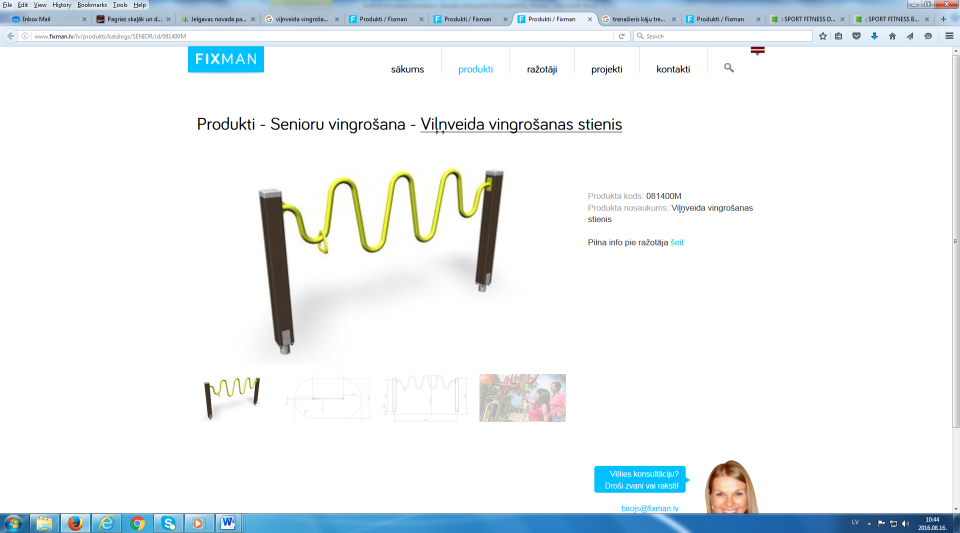 File Edit View History Bookmarks Tools Help
Inbox Mail
Pagriez skaļāk un d...
Jelgavas novada pa...
viļņveida vingroša...
Produkti / Fixman
Produkti / Fixman
Produkti / Fixman
trenažieris kāju tre...
Produkti / Fixman
: SPORT FITNESS D...
: SPORT FITNESS B...
www.fixman.lv/lv/produkti/katalogs/SENIOR/id/081400M
Search
FIXMAN
sākums
produkti
ražotāji
projekti
kontakti
Produkti - Senioru vingrošana - Viļņveida vingrošanas stienis
Produkta kods: 081400M
Produkta nosaukums: Viļņveida vingrošanas
stienis
Pilna info pie ražotāja šeit
Vēlies konsultāciju?
Droši zvani vai raksti!
birojs@fixman.lv
LV
10:44
2016.08.16.